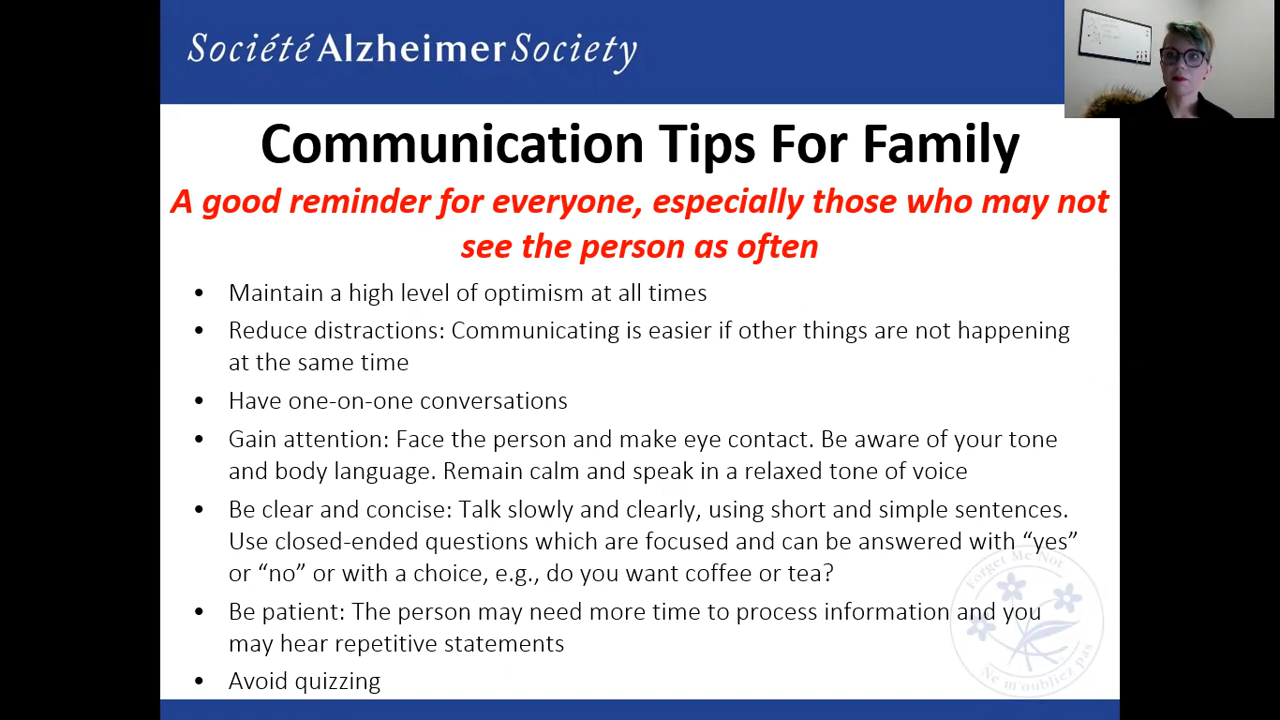 Société Alzheimer Society
Communication Tips For Family
A good reminder for everyone, especially those who may not
see the person as often
• Maintain a high level of optimism at all times
• Reduce distractions: Communicating is easier if other things are not happening
at the same time
• Have one-on-one conversations
• Gain attention: Face the person and make eye contact. Be aware of your tone
and body language. Remain calm and speak in a relaxed tone of voice
• Be clear and concise: Talk slowly and clearly, using short and simple sentences.
Use closed-ended questions which are focused and can be answered with “yes”
or “no” or with a choice, e.g., do you want coffee or tea?
• Be patient: The person may need more time to process information and you
may hear repetitive statements
• Avoid quizzing
Forget Me Not
Ne m'oubliez pas